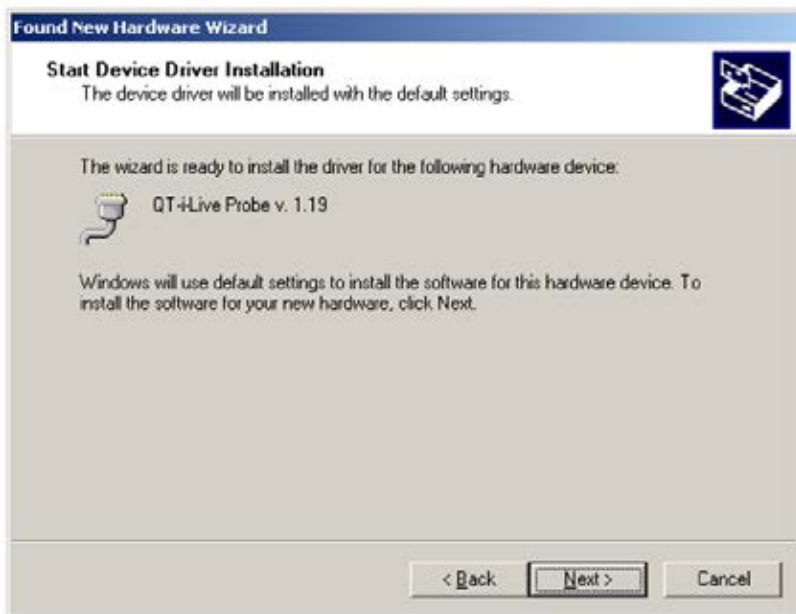 Found New Hardware Wizard
Start Device Driver Installation
The device driver will be installed with the default settings.
The wizard is ready to install the driver for the following hardware device:
QT-i-Live Probe v. 1.19
Windows will use default settings to install the software for this hardware device. To
install the software for your new hardware, click Next.
< Back
Next >
Cancel